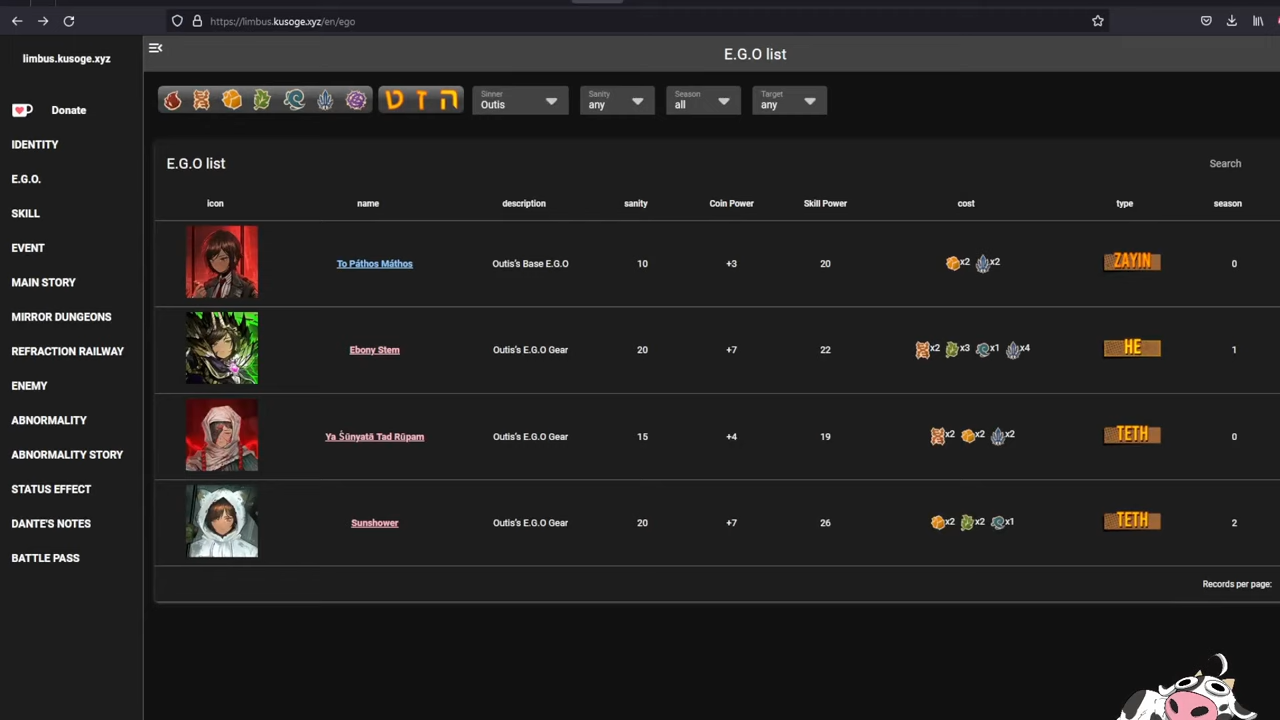 https://limbus.kusoge.xyz/en/ego
limbus.kusoge.xyz
Donate
IDENTITY
E.G.O.
SKILL
EVENT
MAIN STORY
MIRROR DUNGEONS
REFRACTION RAILWAY
ENEMY
ABNORMALITY
ABNORMALITY STORY
STATUS EFFECT
DANTE'S NOTES
BATTLE PASS
E.G.O list
ט ז ה
Sinner
Outis
Sanity
any
Season
all
Target
any
E.G.O list
Search
icon name description sanity Coin Power Skill Power cost type season
To Páthos Máthos Outis's Base E.G.O 10 +3 20 x2 x2 ZAYIN 0
Ebony Stem Outis's E.G.O Gear 20 +7 22 x2 x3 x1 x4 HE 1
Ya Śūnyatā Tad Rūpam Outis's E.G.O Gear 15 +4 19 x2 x2 x2 TETH 0
Sunshower Outis's E.G.O Gear 20 +7 26 x2 x2 x1 TETH 2
Records per page: